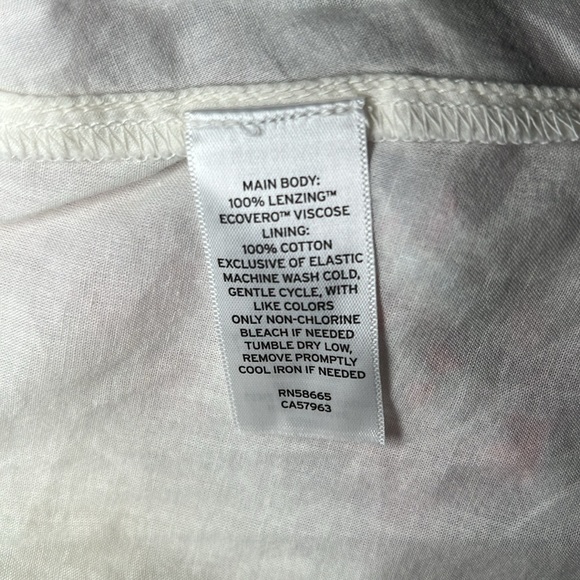 MAIN BODY:
100% LENZING™
ECOVERO™ VISCOSE
LINING:
100% COTTON
EXCLUSIVE OF ELASTIC
MACHINE WASH COLD,
GENTLE CYCLE, WITH
LIKE COLORS
ONLY NON-CHLORINE
BLEACH IF NEEDED
TUMBLE DRY LOW,
REMOVE PROMPTLY
COOL IRON IF NEEDED
RN58665
CA57963